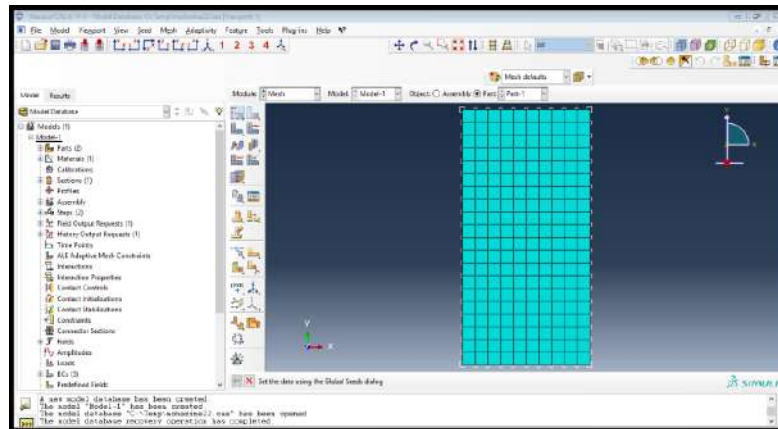 File Model Viewport View Seed Mesh Adaptivity Feature Tools Plug-ins Help
1 2 3 4
Mesh defaults
Model Results
Module: Mesh Model: Model-1 Object: Assembly Part: Part-1
Model Database
Models (1)
Model-1
Parts (2)
Materials (1)
Calibrations
Sections (1)
Profiles
Assembly
Steps (2)
Field Output Requests (1)
History Output Requests (1)
Time Points
ALE Adaptive Mesh Constraints
Interactions
Interaction Properties
Contact Controls
Contact Initializations
Contact Stabilizations
Constraints
Connector Sections
Fields
Amplitudes
Loads
BCs (3)
Predefined Fields
Y
X
Y
X
Set the data using the Global Seeds dialog
A new model database has been created.
The model "Model-1" has been created.
The model database recovery operation has completed.